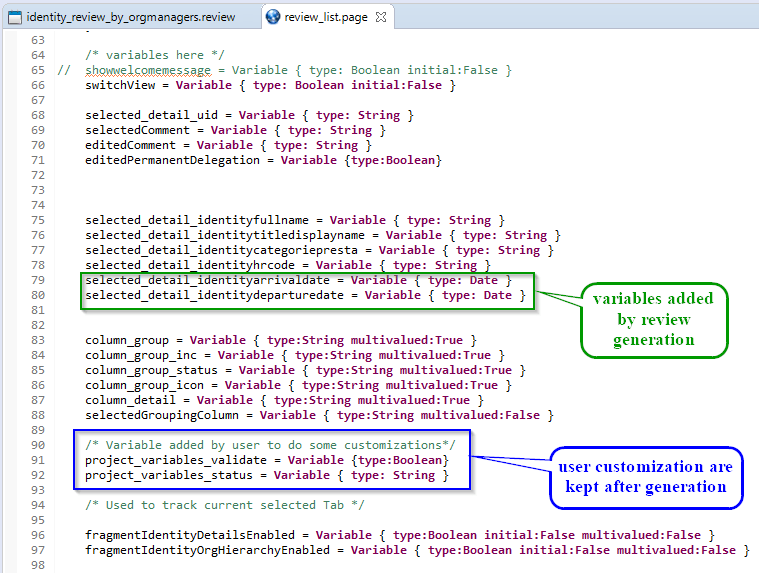 identity_review_by_orgmanagers.review
review_list.page
63
64 /* variables here */
65 // showwelcomemessage = Variable { type: Boolean initial:False }
66 switchView = Variable { type: Boolean initial:False }
67
68 selected_detail_uid = Variable { type: String }
69 selectedComment = Variable { type: String }
70 editedComment = Variable { type: String }
71 editedPermanentDelegation = Variable {type:Boolean}
72
73
74
75 selected_detail_identityfullname = Variable { type: String }
76 selected_detail_identitytitledisplayname = Variable { type: String }
77 selected_detail_identitycategoriepresta = Variable { type: String }
78 selected_detail_identityhrcode = Variable { type: String }
79 selected_detail_identityarrivaldate = Variable { type: Date }
80 selected_detail_identitydeparturedate = Variable { type: Date }
81
82
83 column_group = Variable { type:String multivalued:True }
84 column_group_inc = Variable { type:String multivalued:True }
85 column_group_status = Variable { type:String multivalued:True }
86 column_group_icon = Variable { type:String multivalued:True }
87 column_detail = Variable { type:String multivalued:True }
88 selectedGroupingColumn = Variable { type:String multivalued:False }
89
90 /* Variable added by user to do some customizations*/
91 project_variables_validate = Variable {type:Boolean}
92 project_variables_status = Variable { type: String }
93
94 /* Used to track current selected Tab */
95
96 fragmentIdentityDetailsEnabled = Variable { type:Boolean initial:False multivalued:False }
97 fragmentIdentityOrgHierarchyEnabled = Variable { type:Boolean initial:False multivalued:False }
98
variables added
by review
generation
user customization are
kept after generation